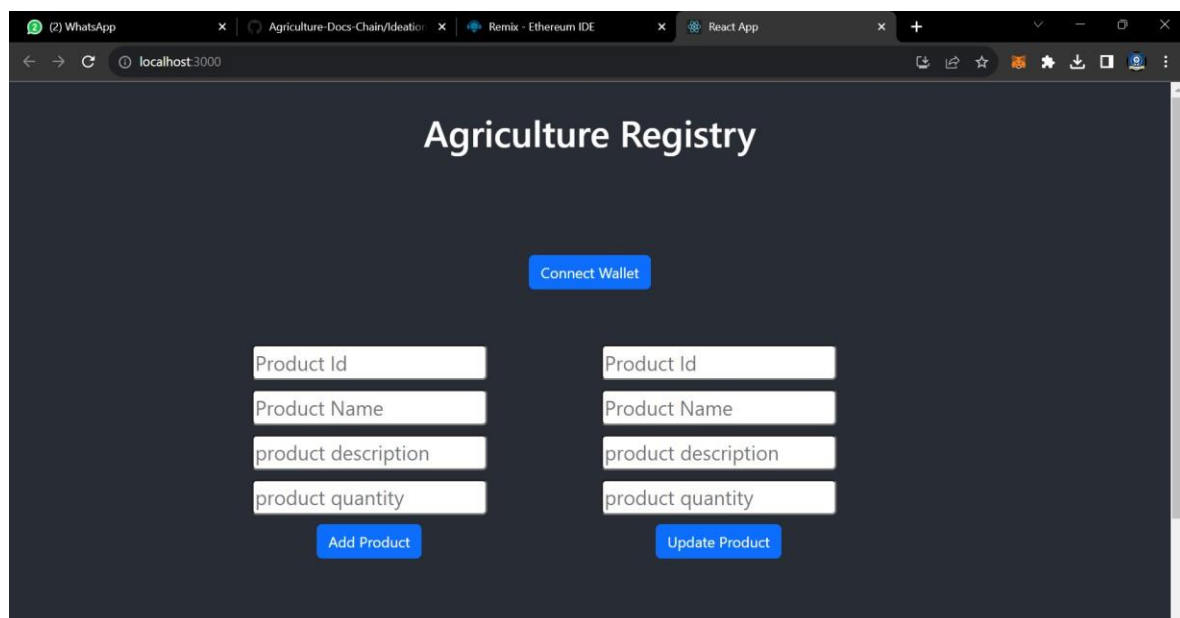 (2) WhatsApp
Agriculture-Docs-Chain/Ideation
Remix - Ethereum IDE
React App
localhost:3000
Agriculture Registry
Connect Wallet
Product Id
Product Id
Product Name
Product Name
product description
product description
product quantity
product quantity
Add Product
Update Product